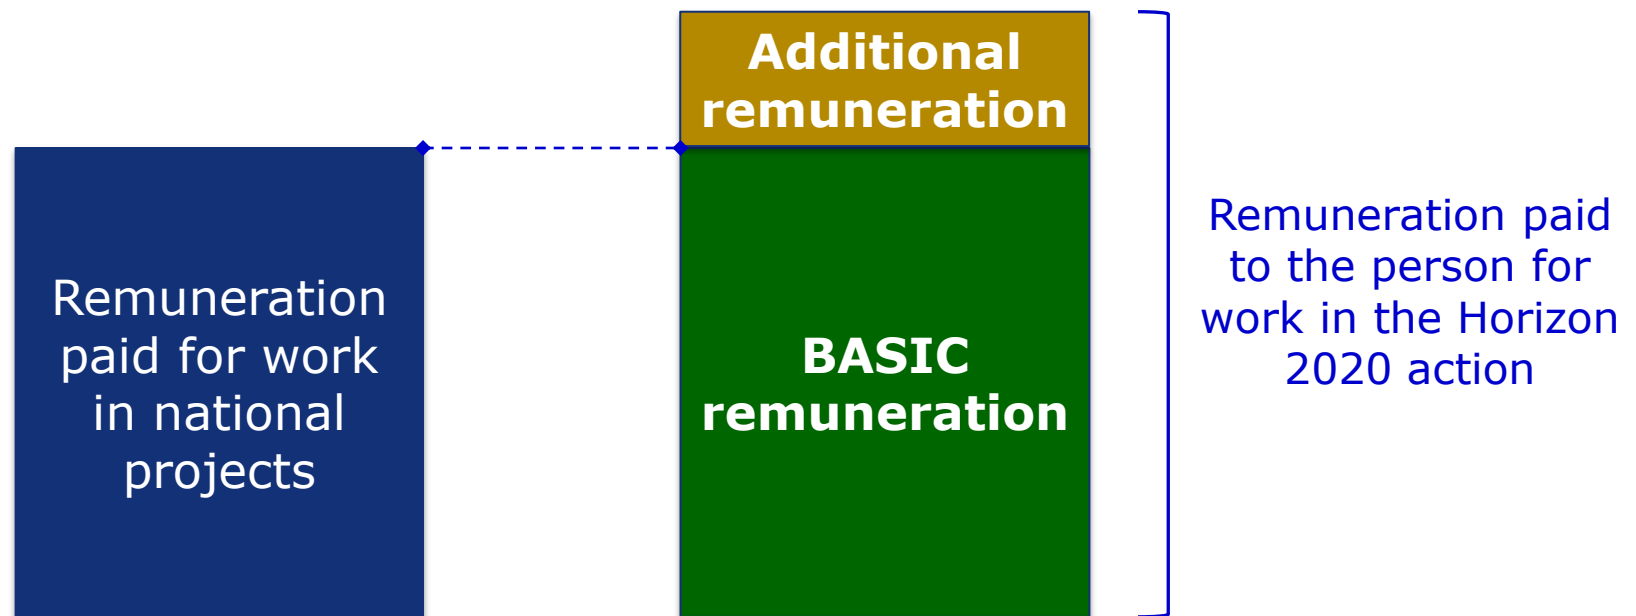 Additional
remuneration
Remuneration
paid for work
in national
projects
BASIC
remuneration
Remuneration paid
to the person for
work in the Horizon
2020 action